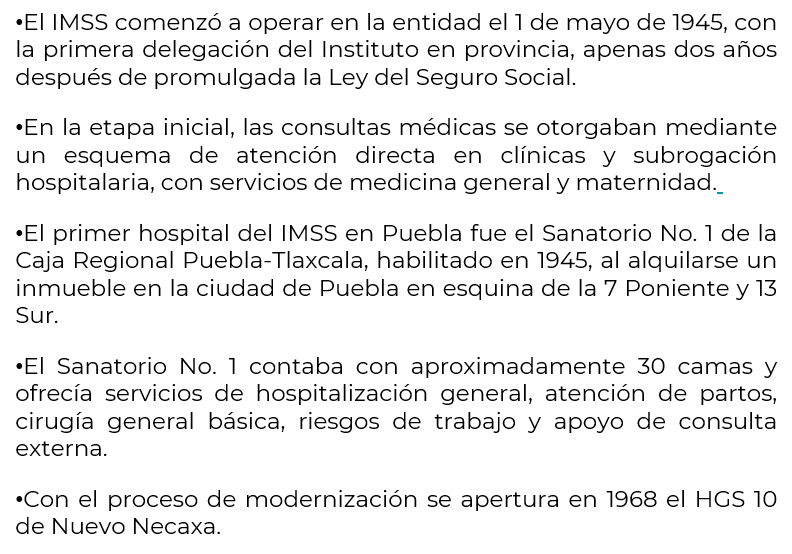 •El IMSS comenzó a operar en la entidad el 1 de mayo de 1945, con
la primera delegación del Instituto en provincia, apenas dos años
después de promulgada la Ley del Seguro Social.
•En la etapa inicial, las consultas médicas se otorgaban mediante
un esquema de atención directa en clínicas y subrogación
hospitalaria, con servicios de medicina general y maternidad.
•El primer hospital del IMSS en Puebla fue el Sanatorio No. 1 de la
Caja Regional Puebla-Tlaxcala, habilitado en 1945, al alquilarse un
inmueble en la ciudad de Puebla en esquina de la 7 Poniente y 13
Sur.
•El Sanatorio No. 1 contaba con aproximadamente 30 camas y
ofrecía servicios de hospitalización general, atención de partos,
cirugía general básica, riesgos de trabajo y apoyo de consulta
externa.
•Con el proceso de modernización se apertura en 1968 el HGS 10
de Nuevo Necaxa.